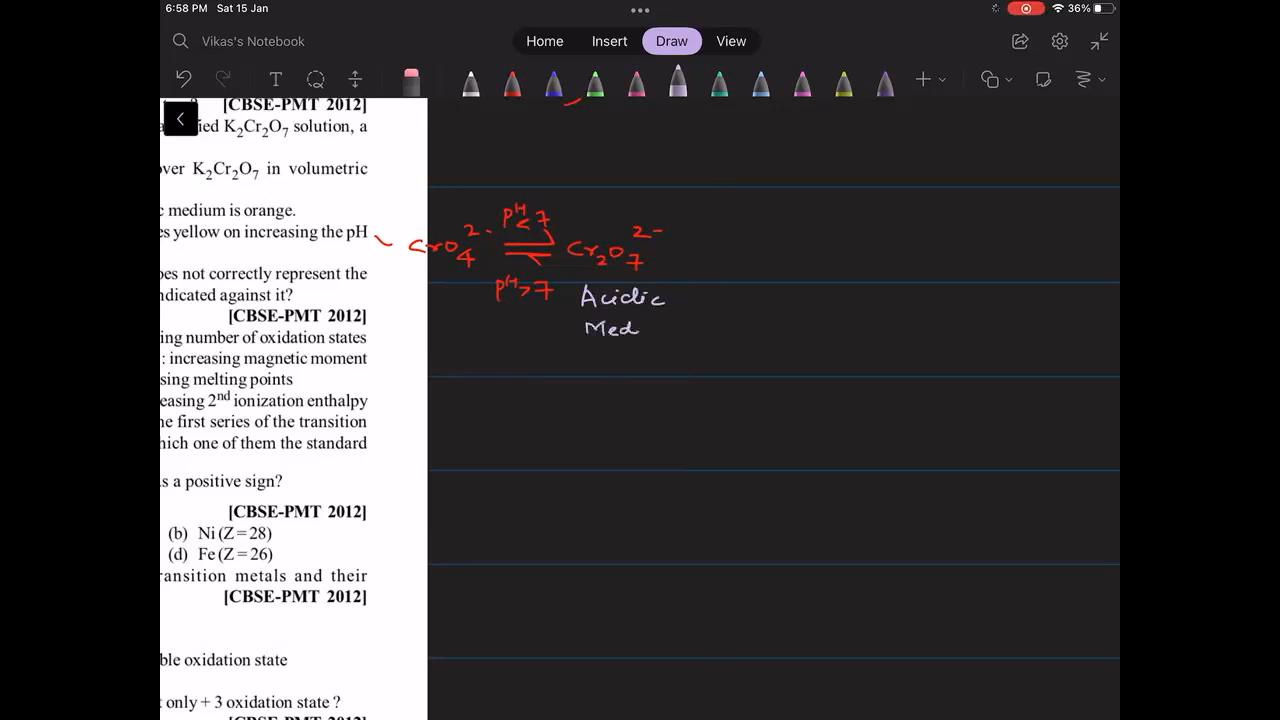 6:58 PM Sat 15 Jan
36%
Vikas's Notebook
Home Insert Draw View
[CBSE-PMT 2012]
ied K2Cr2O7 solution, a
over K2Cr2O7 in volumetric
c medium is orange.
es yellow on increasing the pH
oes not correctly represent the
ndicated against it?
[CBSE-PMT 2012]
ing number of oxidation states
: increasing magnetic moment
sing melting points
easing 2nd ionization enthalpy
he first series of the transition
hich one of them the standard
s a positive sign?
[CBSE-PMT 2012]
(b) Ni (Z = 28)
(d) Fe (Z = 26)
ransition metals and their
[CBSE-PMT 2012]
ble oxidation state
t only + 3 oxidation state ?
pH < 7
CrO4 2- ⇌ Cr2O7 2-
pH > 7
Acidic
Med